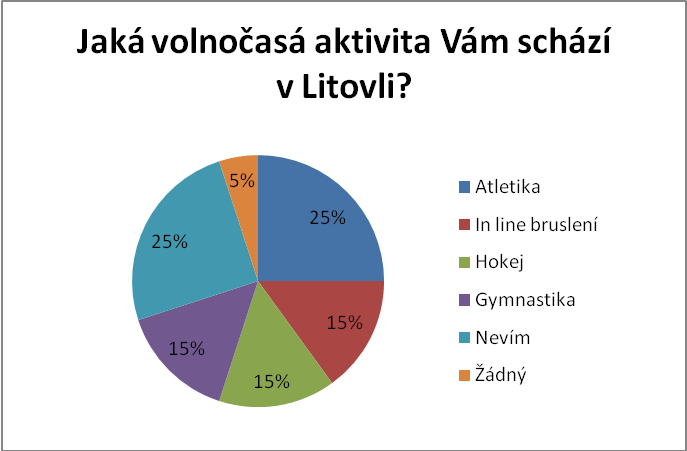 Jaká volnočasá aktivita Vám schází
v Litovli?
5%
25%
25%
15%
15%
15%
Atletika
In line bruslení
Hokej
Gymnastika
Nevím
Žádný